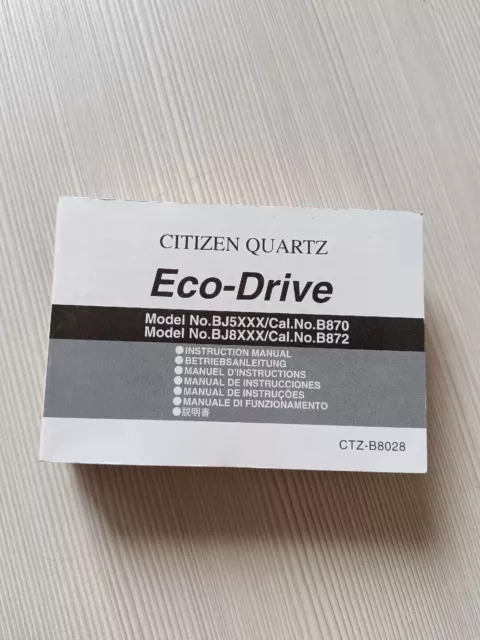 CITIZEN QUARTZ
Eco-Drive
Model No.BJ5XXX/Cal.No.B870
Model No.BJ8XXX/Cal.No.B872
●INSTRUCTION MANUAL
●BETRIEBSANLEITUNG
●MANUEL D'INSTRUCTIONS
●MANUAL DE INSTRUCCIONES
●MANUAL DE INSTRUÇÕES
●MANUALE DI FUNZIONAMENTO
●説明書
CTZ-B8028